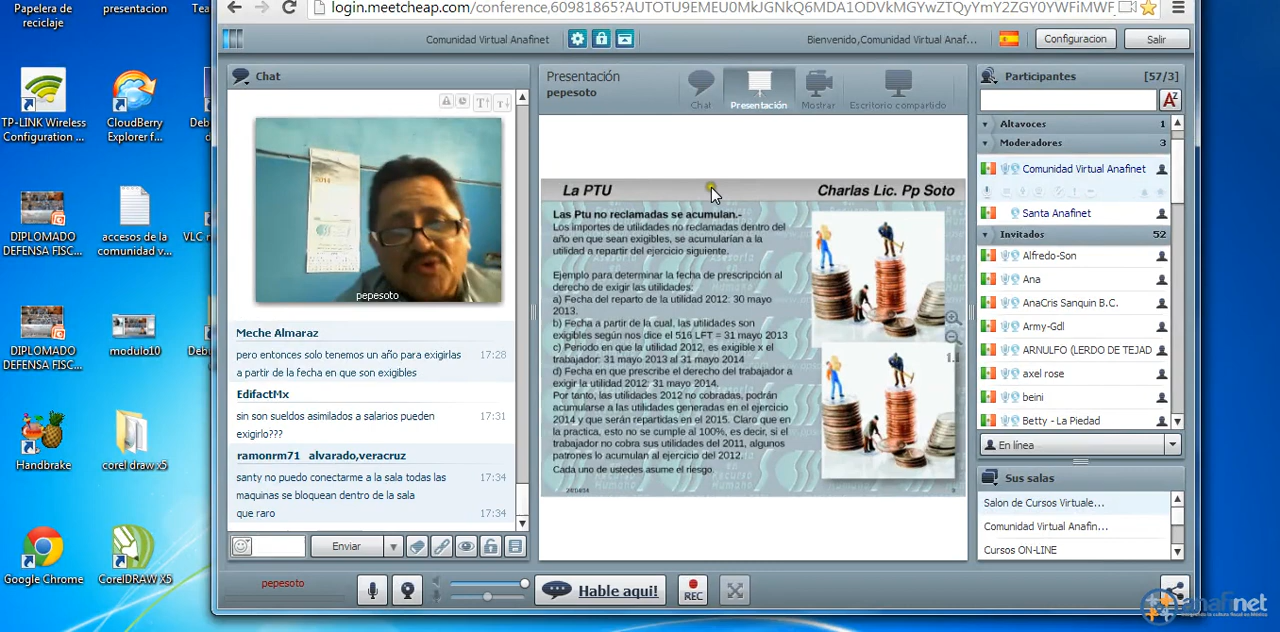 Papelera de
reciclaje
presentacion
Tea
login.meetcheap.com/conference,60981865?AUTOTU9EMEU0MkJGNkQ6MDA1ODVkMGYwZTQyYmY2ZGY0YWFiMWF
Comunidad Virtual Anafinet
Bienvenido,Comunidad Virtual Anaf...
Configuracion
Salir
Chat
Presentación
pepesoto
Chat
Presentación
Mostrar
Escritorio compartido
Participantes
[57/3]
TP-LINK Wireless
Configuration ...
CloudBerry
Explorer f...
Deb
d
DIPLOMADO
DEFENSA FISC...
accesos de la
comunidad v...
VLC r
DIPLOMADO
DEFENSA FISC...
modulo10
Deb
Handbrake
corel draw x5
Google Chrome
CorelDRAW X5
2014
pepesoto
Meche Almaraz
pero entonces solo tenemos un año para exigirlas
17:28
a partir de la fecha en que son exigibles
EdifactMx
sin son sueldos asimilados a salarios pueden
17:31
exigirlo???
ramonrm71 alvarado,veracruz
santy no puedo conectarme a la sala todas las
17:34
maquinas se bloquean dentro de la sala
que raro
17:34
Enviar
La PTU
Charlas Lic. Pp Soto
Las Ptu no reclamadas se acumulan.-
Los importes de utilidades no reclamadas dentro del
año en que sean exigibles, se acumularían a la
utilidad a repartir del ejercicio siguiente.
Ejemplo para determinar la fecha de prescripción al
derecho de exigir las utilidades:
a) Fecha del reparto de la utilidad 2012: 30 mayo
2013.
b) Fecha a partir de la cual, las utilidades son
exigibles según nos dice el 516 LFT = 31 mayo 2013
c) Periodo en que la utilidad 2012, es exigible x el
trabajador: 31 mayo 2013 al 31 mayo 2014
d) Fecha en que prescribe el derecho del trabajador a
exigir la utilidad 2012: 31 mayo 2014.
Por tanto, las utilidades 2012 no cobradas, podrán
acumularse a las utilidades generadas en el ejercicio
2014 y que serán repartidas en el 2015. Claro que en
la practica, esto no se cumple al 100%, es decir, si el
trabajador no cobra sus utilidades del 2011, algunos
patrones lo acumulan al ejercicio del 2012.
Cada uno de ustedes asume el riesgo
Altavoces
1
Moderadores
3
Comunidad Virtual Anafinet
Santa Anafinet
Invitados
52
Alfredo-Son
Ana
AnaCris Sanquin B.C.
Army-Gdl
ARNULFO (LERDO DE TEJAD
axel rose
beini
Betty - La Piedad
En línea
Sus salas
Salon de Cursos Virtuale...
Comunidad Virtual Anafin...
Cursos ON-LINE
pepesoto
Hable aqui!
REC
anafinet